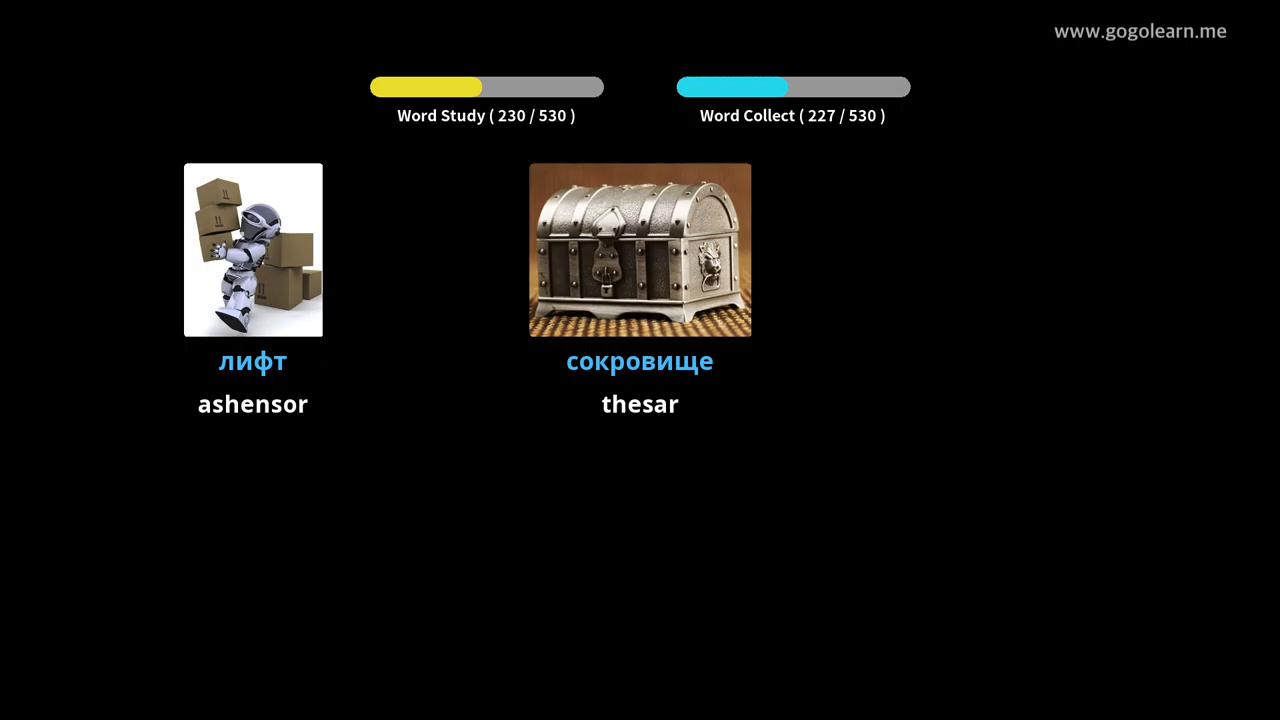 www.gogolearn.me
Word Study ( 230 / 530 )
Word Collect ( 227 / 530 )
лифт
сокровище
ashensor
thesar